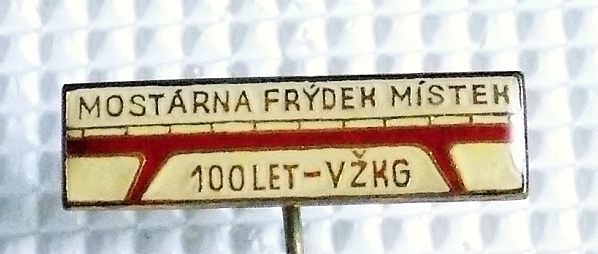 MOSTÁRNA FRÝDEK MÍSTEK
100 LET - VŽKG